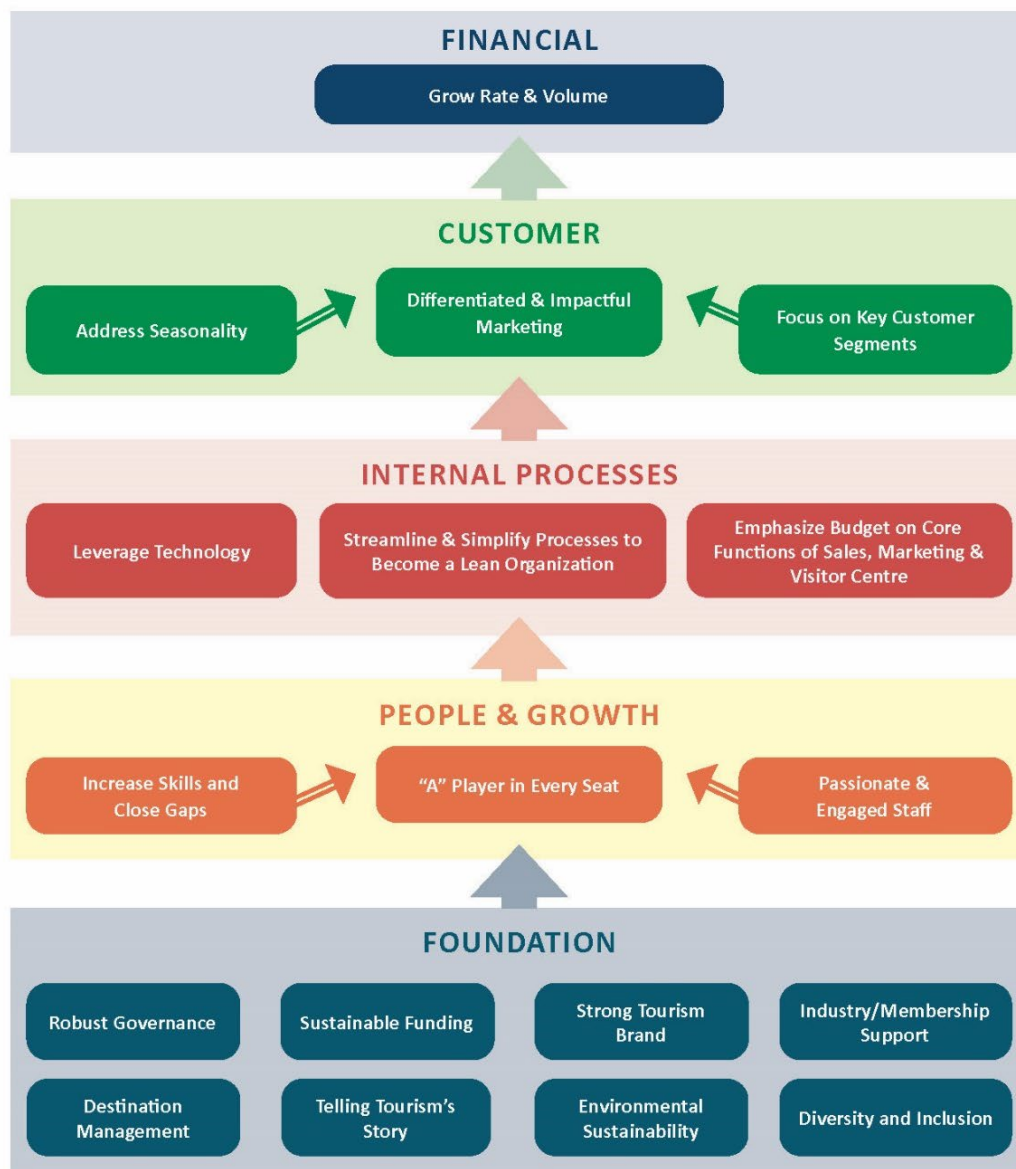 FINANCIAL
Grow Rate & Volume
CUSTOMER
Address Seasonality
Differentiated & Impactful
Marketing
Focus on Key Customer
Segments
INTERNAL PROCESSES
Leverage Technology
Streamline & Simplify Processes to
Become a Lean Organization
Emphasize Budget on Core
Functions of Sales, Marketing &
Visitor Centre
PEOPLE & GROWTH
Increase Skills and
Close Gaps
“A” Player in Every Seat
Passionate &
Engaged Staff
FOUNDATION
Robust Governance
Sustainable Funding
Strong Tourism
Brand
Industry/Membership
Support
Destination
Management
Telling Tourism’s
Story
Environmental
Sustainability
Diversity and Inclusion